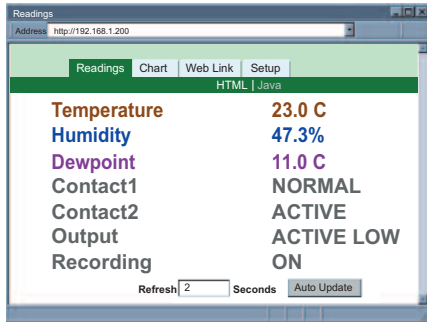 Readings
Address http://192.168.1.200
Readings Chart Web Link Setup
HTML | Java
Temperature 23.0 C
Humidity 47.3%
Dewpoint 11.0 C
Contact1 NORMAL
Contact2 ACTIVE
Output ACTIVE LOW
Recording ON
Refresh 2 Seconds Auto Update